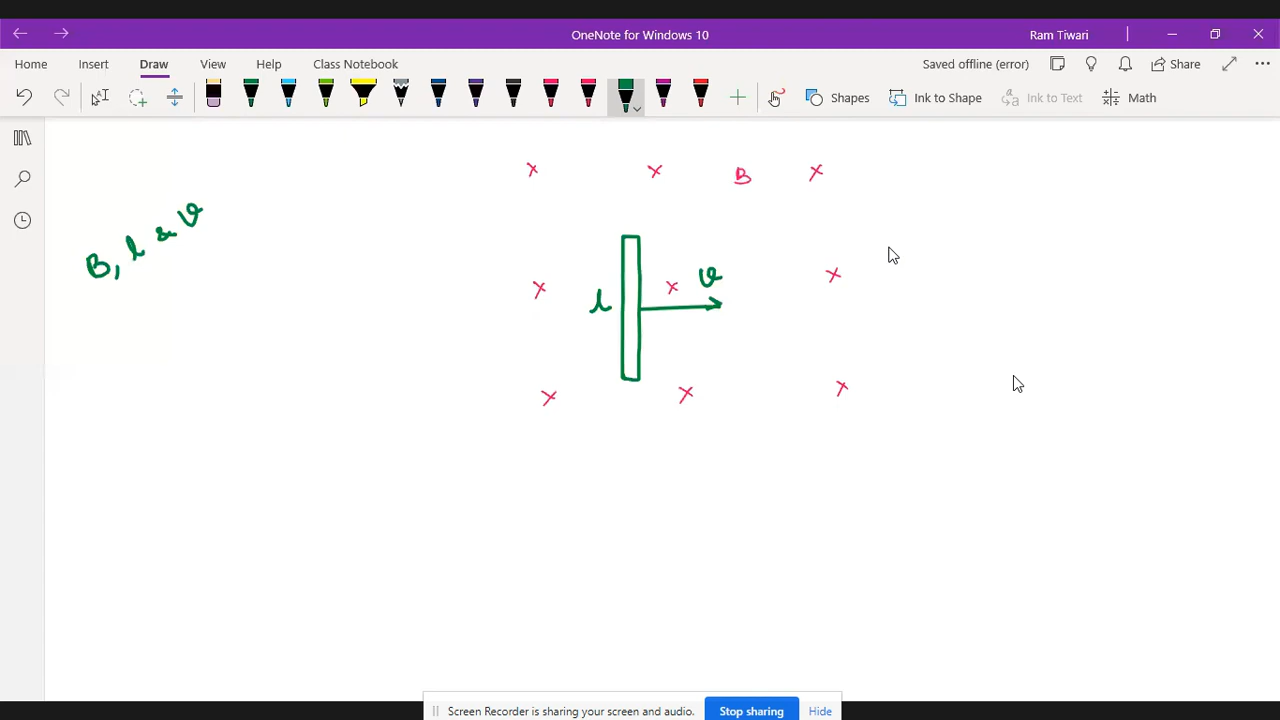 OneNote for Windows 10
Ram Tiwari
Home Insert Draw View Help Class Notebook
Saved offline (error) Share
Shapes Ink to Shape Ink to Text Math
x x B x
B, l & v
x l x v x
x x x
Screen Recorder is sharing your screen and audio. Stop sharing Hide